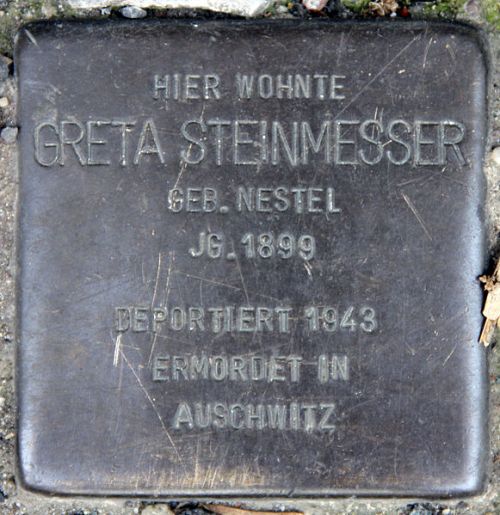 HIER WOHNTE
GRETA STEINMESSER
GEB. NESTEL
JG. 1899
DEPORTIERT 1943
ERMORDET IN
AUSCHWITZ